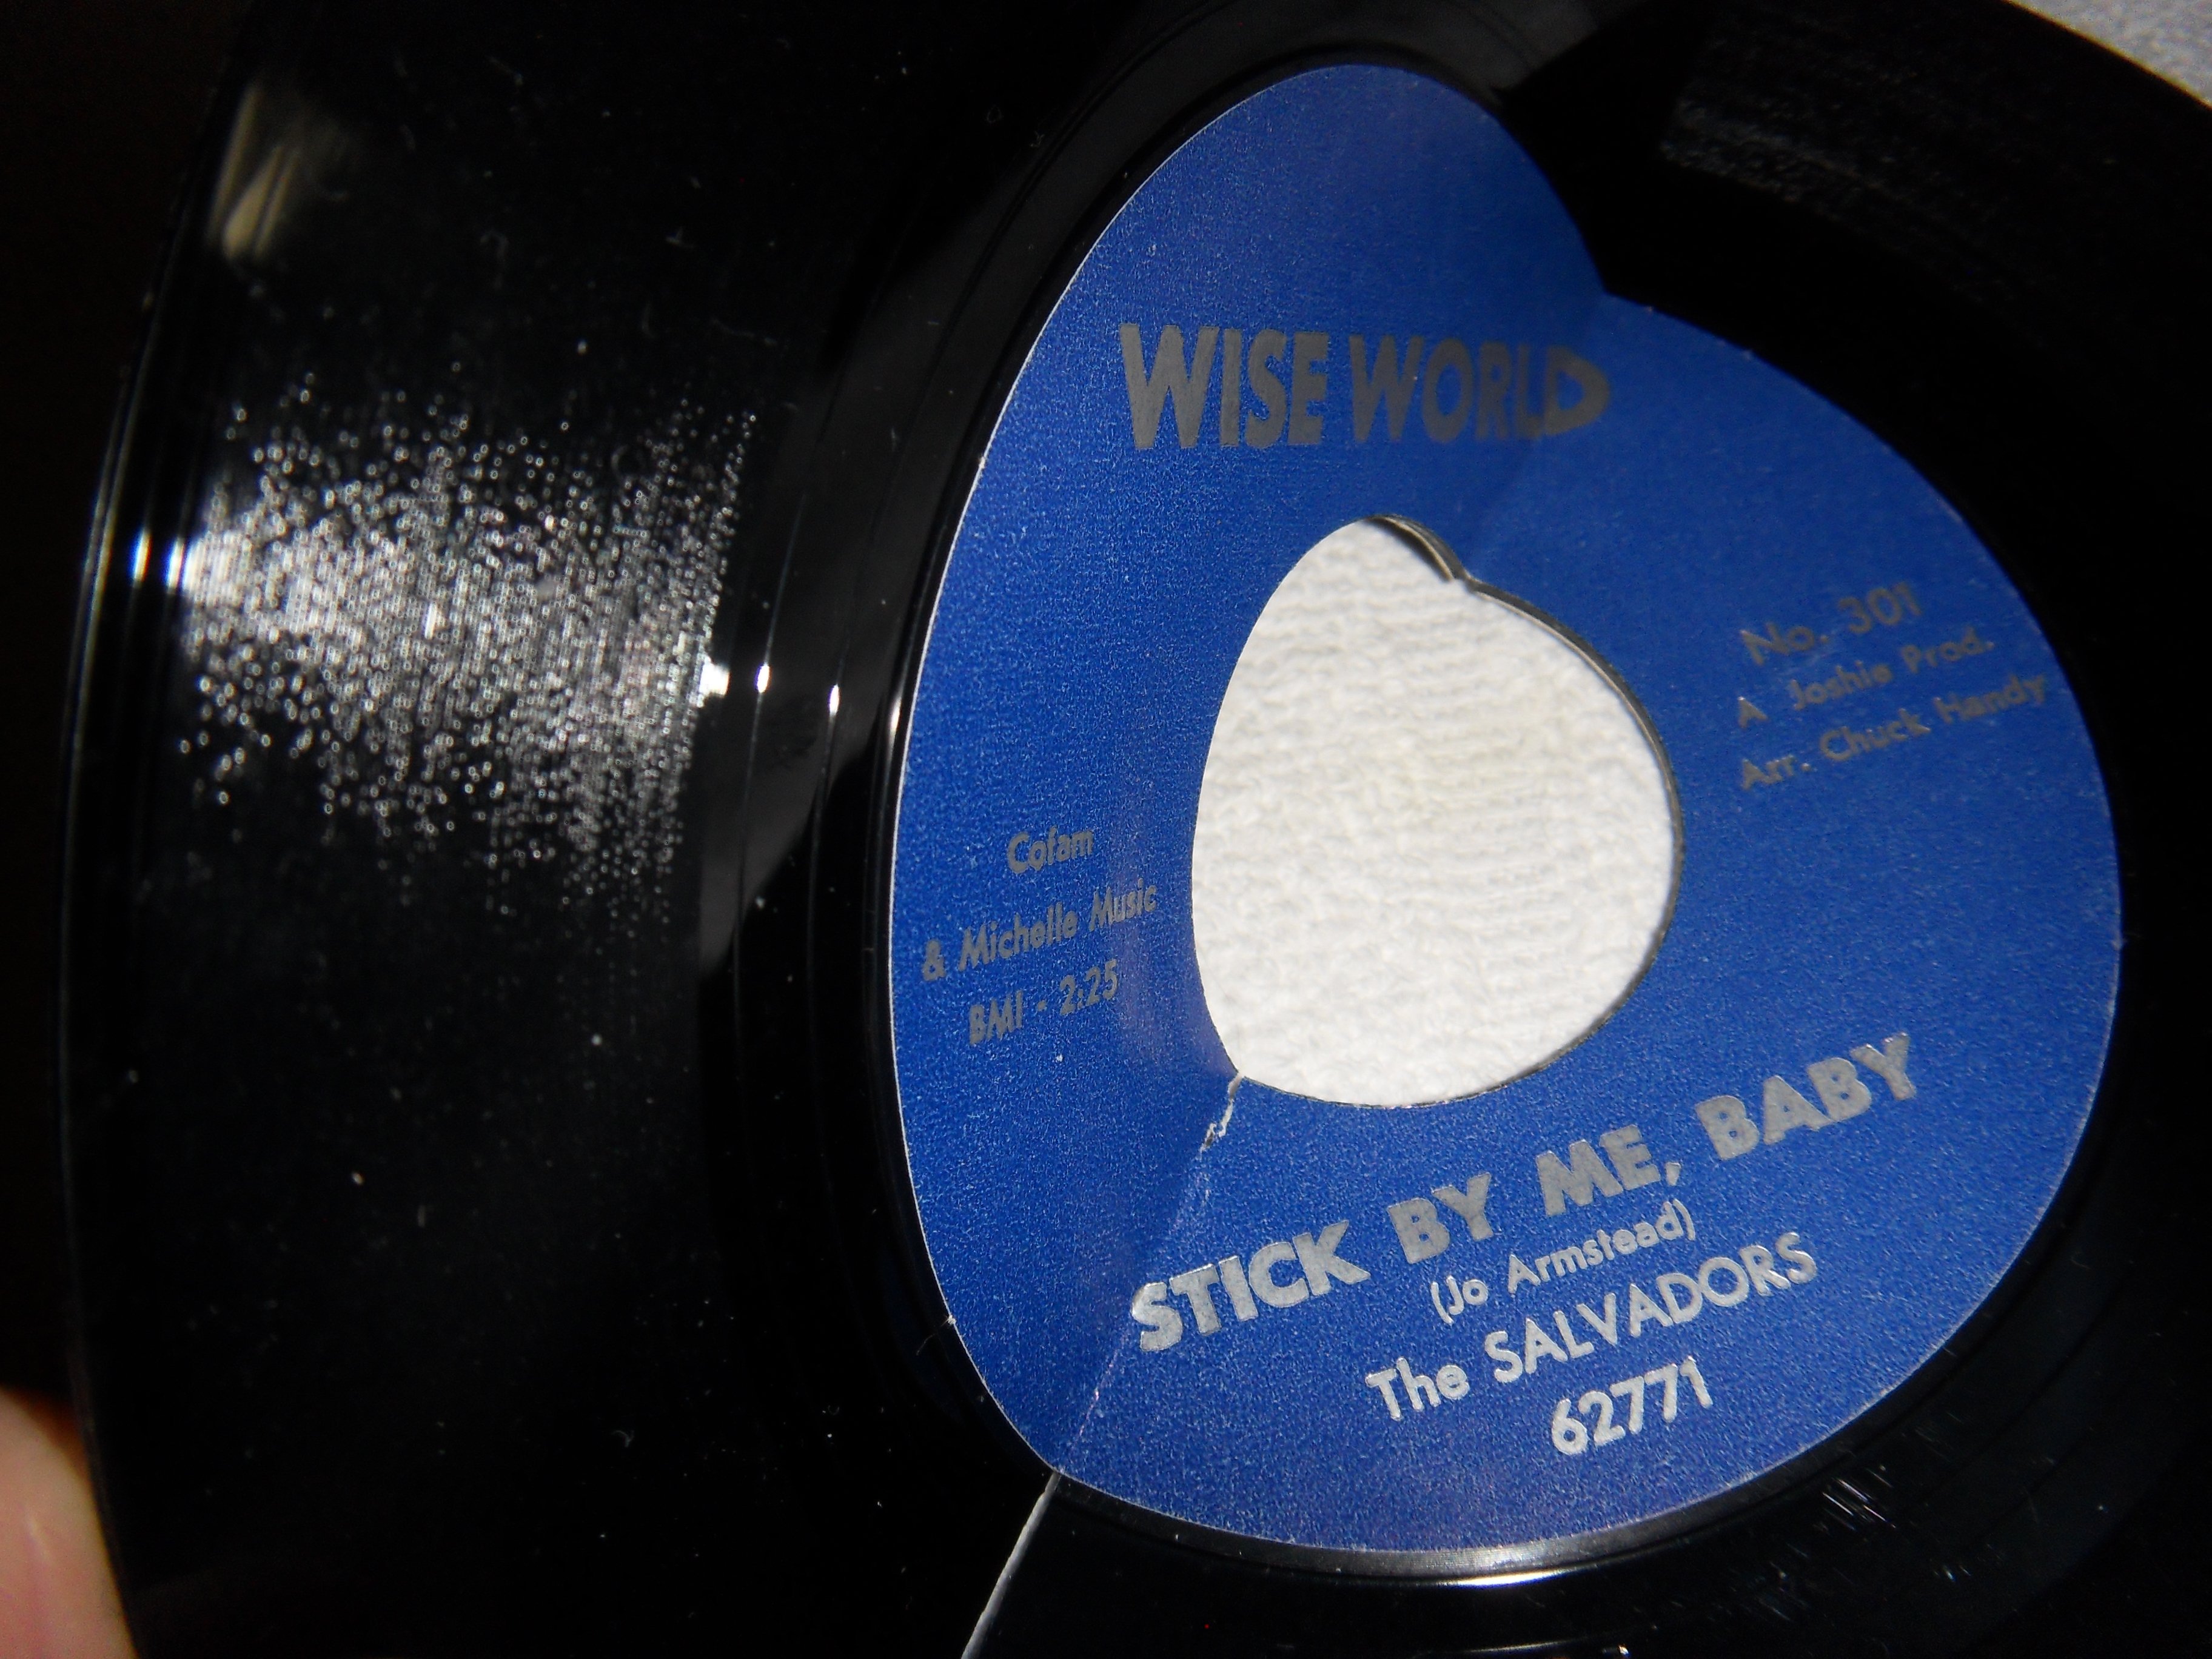 WISE WORLD
No. 301
A Joshie Prod.
Arr. Chuck Handy
Cofam
& Michelle Music
BMI - 2:25
STICK BY ME, BABY
(Jo Armstead)
The SALVADORS
62771